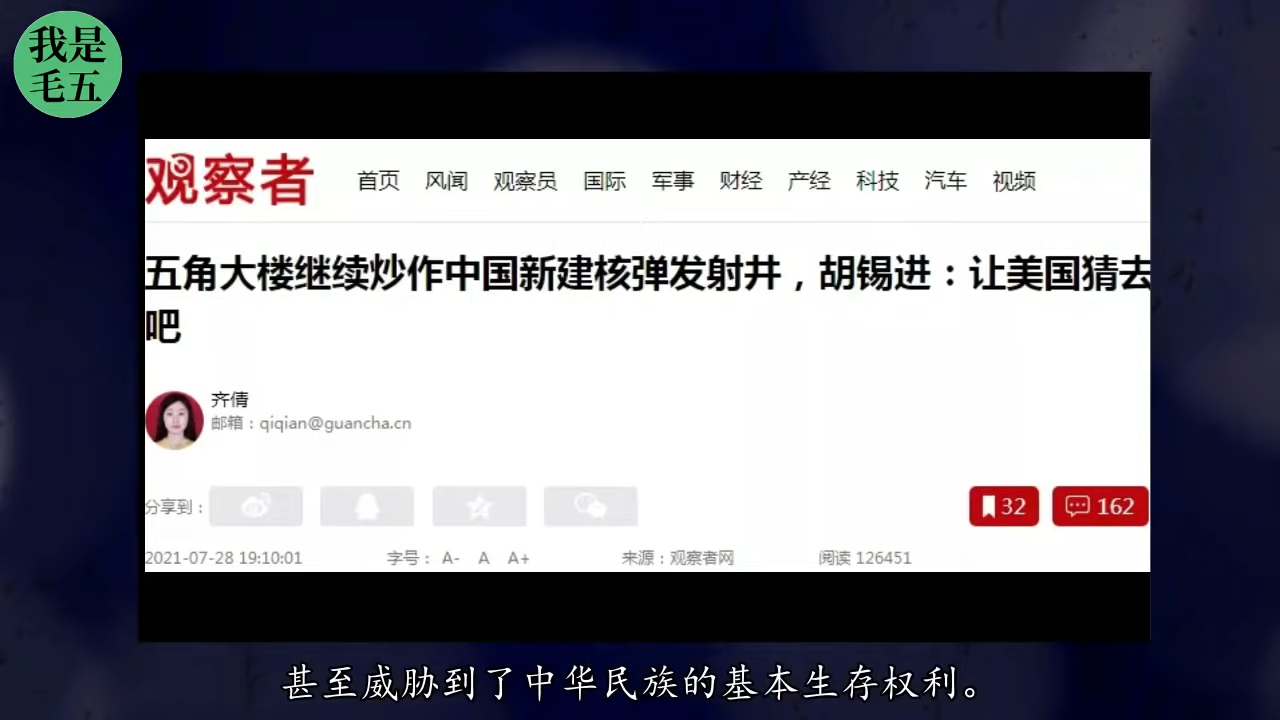 我是
毛五
观察者
首页 风闻 观察员 国际 军事 财经 产经 科技 汽车 视频
五角大楼继续炒作中国新建核弹发射井，胡锡进：让美国猜去
吧
齐倩
邮箱：qiqian@guancha.cn
分享到：
32 162
2021-07-28 19:10:01 字号： A- A A+ 来源：观察者网 阅读 126451
甚至威胁到了中华民族的基本生存权利。